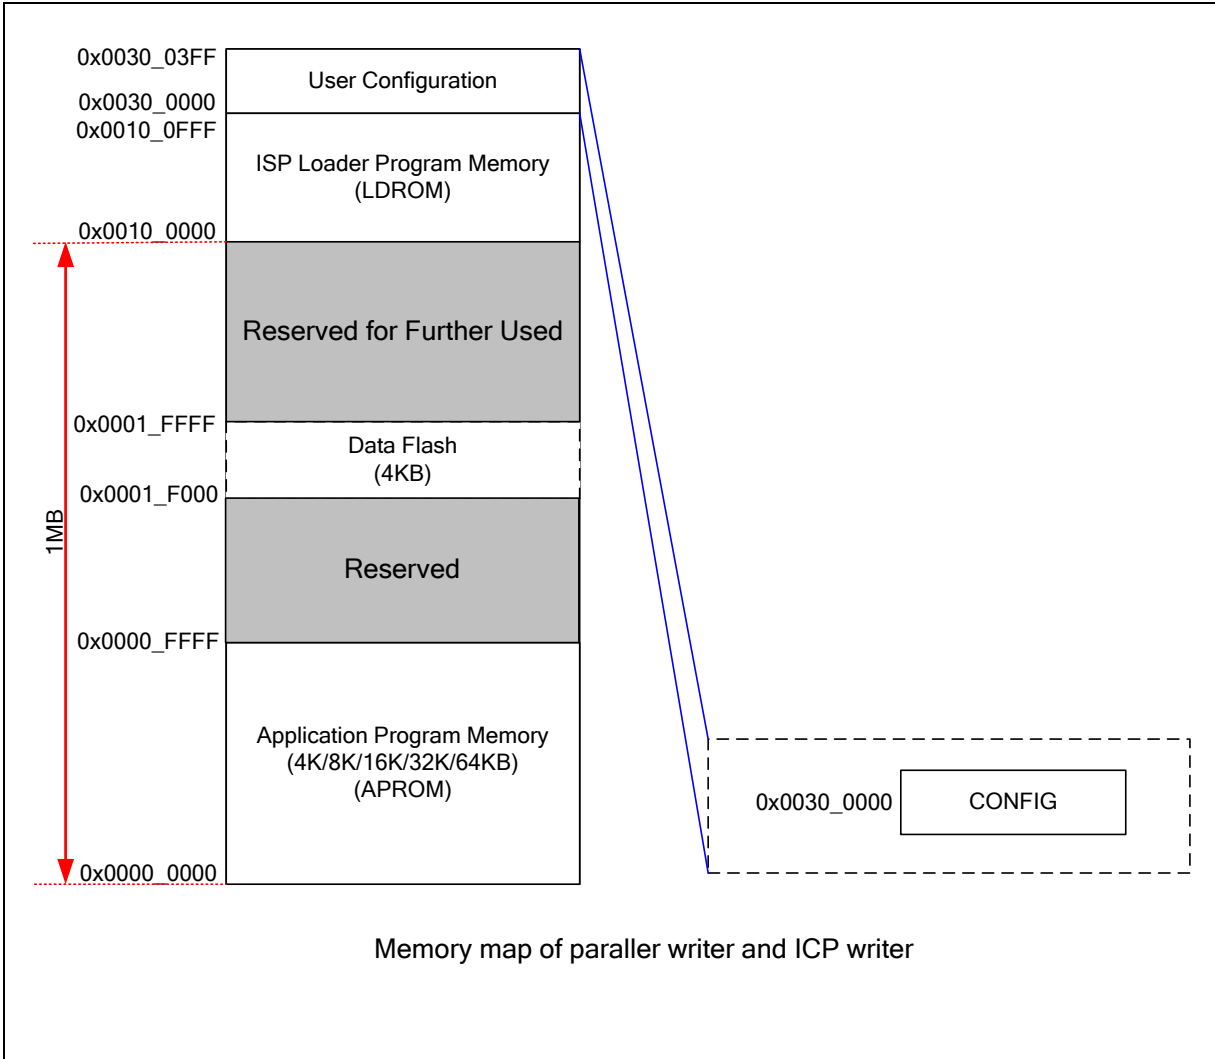 0x0030_03FF
User Configuration
0x0030_0000
0x0010_0FFF
ISP Loader Program Memory
(LDROM)
0x0010_0000
Reserved for Further Used
0x0001_FFFF
Data Flash
(4KB)
0x0001_F000
1MB
Reserved
0x0000_FFFF
Application Program Memory
(4K/8K/16K/32K/64KB)
(APROM)
0x0000_0000
0x0030_0000
CONFIG
Memory map of paraller writer and ICP writer